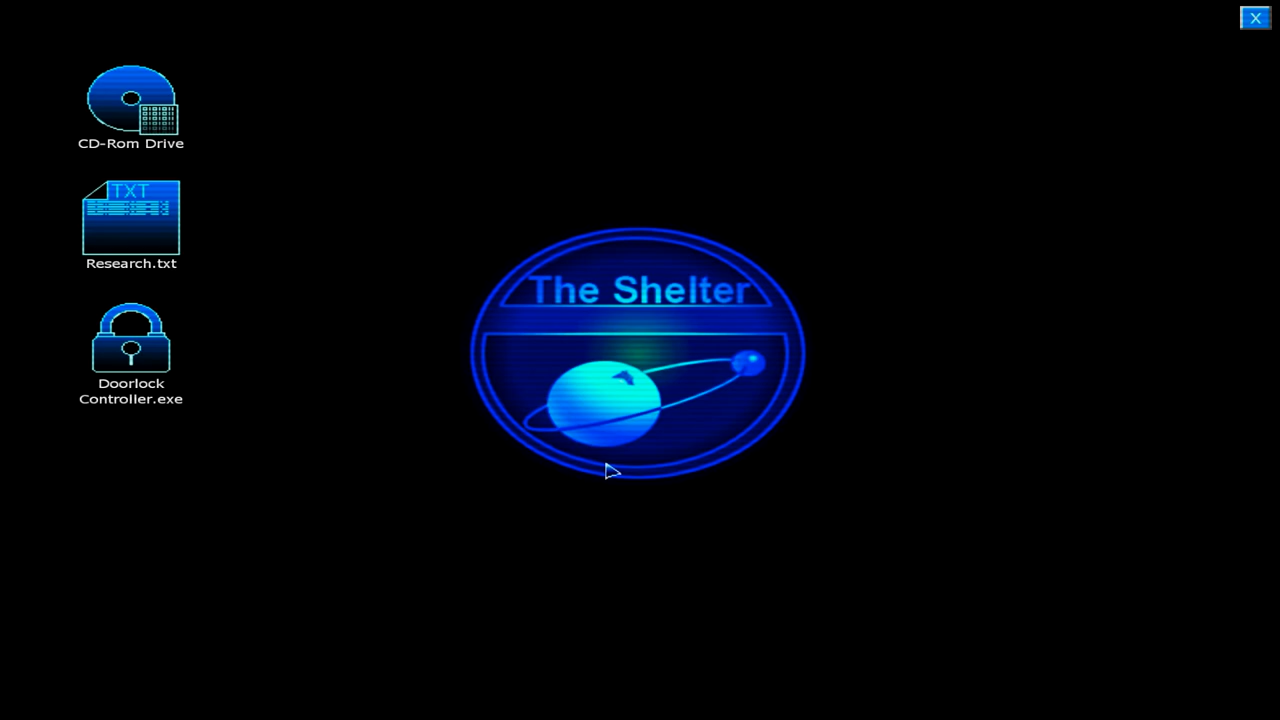 X
CD-Rom Drive
TXT
Research.txt
The Shelter
Doorlock
Controller.exe